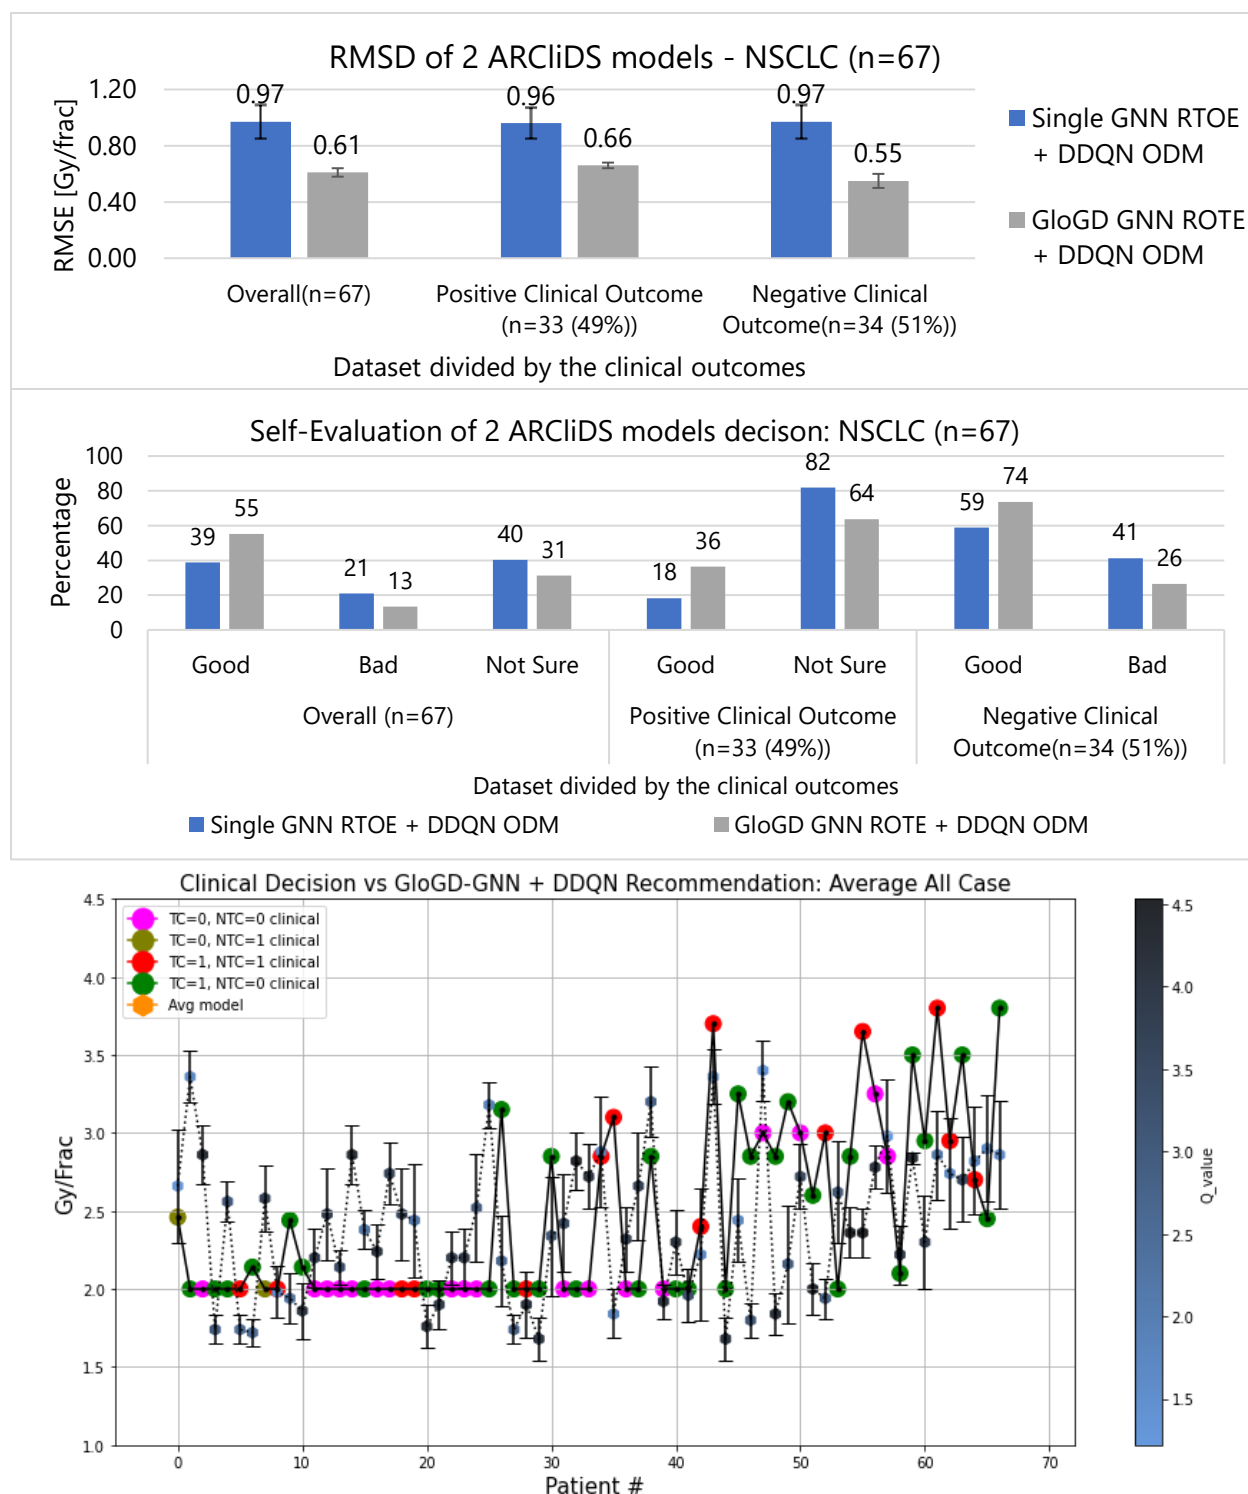 RMSD of 2 ARCliDS models - NSCLC (n=67)
RMSE [Gy/frac]
1.20
0.80
0.40
0.00
0.97
0.61
0.96
0.66
0.97
0.55
Overall(n=67)
Positive Clinical Outcome
(n=33 (49%))
Negative Clinical
Outcome(n=34 (51%))
Dataset divided by the clinical outcomes
Single GNN RTOE
+ DDQN ODM
GloGD GNN ROTE
+ DDQN ODM
Self-Evaluation of 2 ARCliDS models decison: NSCLC (n=67)
Percentage
100
80
60
40
20
0
39
55
21
13
40
31
18
36
82
64
59
74
41
26
Good
Bad
Not Sure
Good
Not Sure
Good
Bad
Overall (n=67)
Positive Clinical Outcome
(n=33 (49%))
Negative Clinical
Outcome(n=34 (51%))
Dataset divided by the clinical outcomes
Single GNN RTOE + DDQN ODM
GloGD GNN ROTE + DDQN ODM
Clinical Decision vs GloGD-GNN + DDQN Recommendation: Average All Case
TC=0, NTC=0 clinical
TC=0, NTC=1 clinical
TC=1, NTC=1 clinical
TC=1, NTC=0 clinical
Avg model
Gy/Frac
4.5
4.0
3.5
3.0
2.5
2.0
1.5
1.0
0
10
20
30
40
50
60
70
Patient #
4.5
4.0
3.5
3.0
2.5
2.0
1.5
Q_value